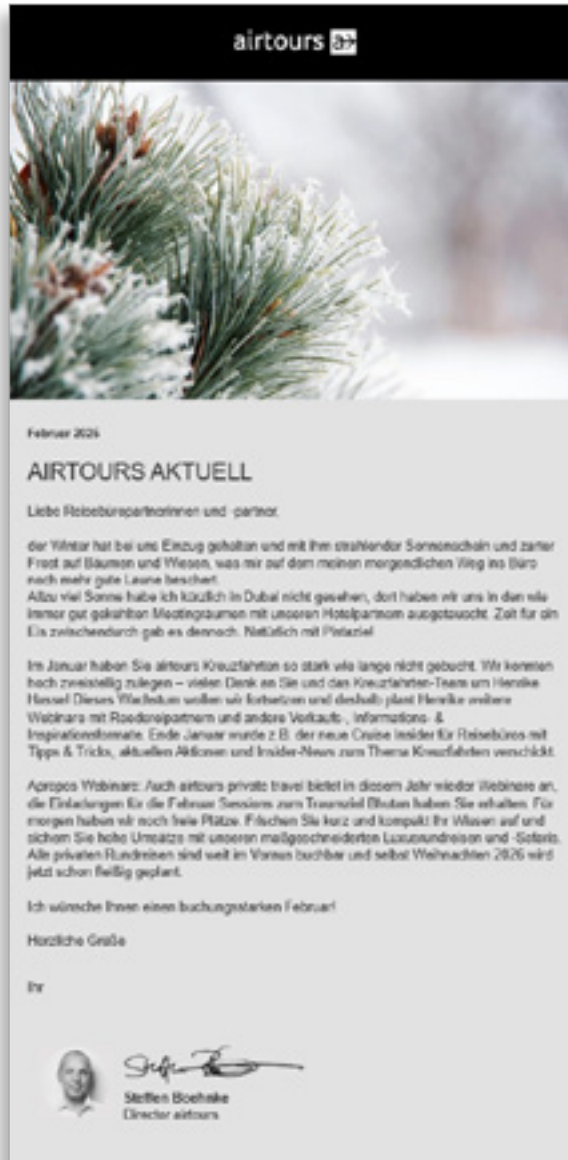 airtours
Februar 2026
AIRTOURS AKTUELL
Liebe Reisebüropartnerinnen und -partner,
der Winter hat bei uns Einzug gehalten und mit ihm strahlender Sonnenschein und zarter
Frost auf Bäumen und Wiesen, was mir auf dem meinen morgendlichen Weg ins Büro
noch mehr gute Laune beschert.
Allzu viel Sonne habe ich kürzlich in Dubai nicht gesehen, dort haben wir uns in den wie
immer gut gekühlten Meetingräumen mit unseren Hotelpartnern ausgetauscht. Zeit für ein
Eis zwischendurch gab es dennoch. Natürlich mit Pistazie!
Im Januar haben Sie airtours Kreuzfahrten so stark wie lange nicht gebucht. Wir konnten
hoch zweistellig zulegen – vielen Dank an Sie und das Kreuzfahrten-Team um Henrike
Hasse! Dieses Wachstum wollen wir fortsetzen und deshalb plant Henrike weitere
Webinare mit Reedereipartnern und andere Verkaufs-, Informations- &
Inspirationsformate. Ende Januar wurde z.B. der neue Cruise Insider für Reisebüros mit
Tipps & Tricks, aktuellen Aktionen und Insider-News zum Thema Kreuzfahrten verschickt.
Apropos Webinare: Auch airtours private travel bietet in diesem Jahr wieder Webinare an,
die Einladungen für die Februar Sessions zum Traumziel Bhutan haben Sie erhalten. Für
morgen haben wir noch freie Plätze. Frischen Sie kurz und kompakt Ihr Wissen auf und
sichern Sie hohe Umsätze mit unseren maßgeschneiderten Luxusrundreisen und -Safaris.
Alle privaten Rundreisen sind weit im Voraus buchbar und selbst Weihnachten 2026 wird
jetzt schon fleißig geplant.
Ich wünsche Ihnen einen buchungsstarken Februar!
Herzliche Grüße
Ihr
Steffen Boehnke
Director airtours